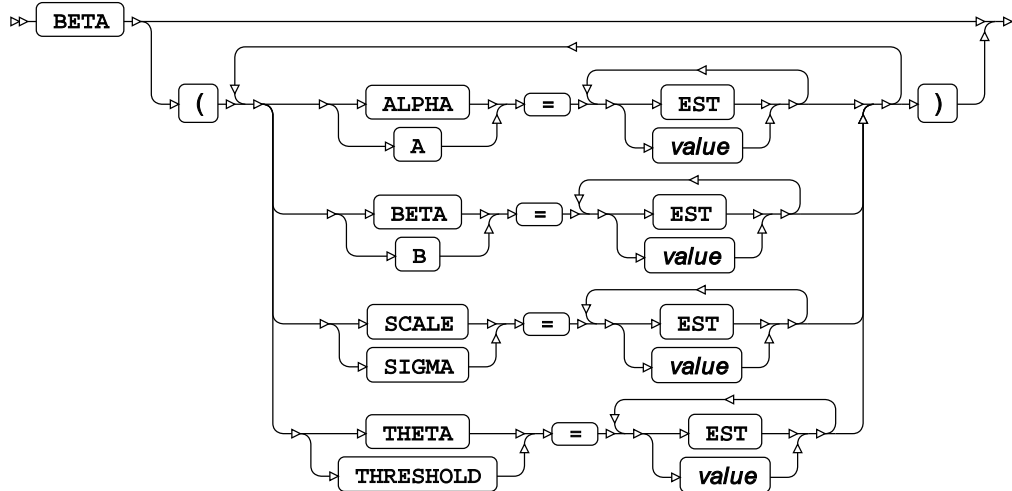 BETA
( ALPHA = EST )
A value
BETA = EST
B value
SCALE = EST
SIGMA value
THETA = EST
THRESHOLD value